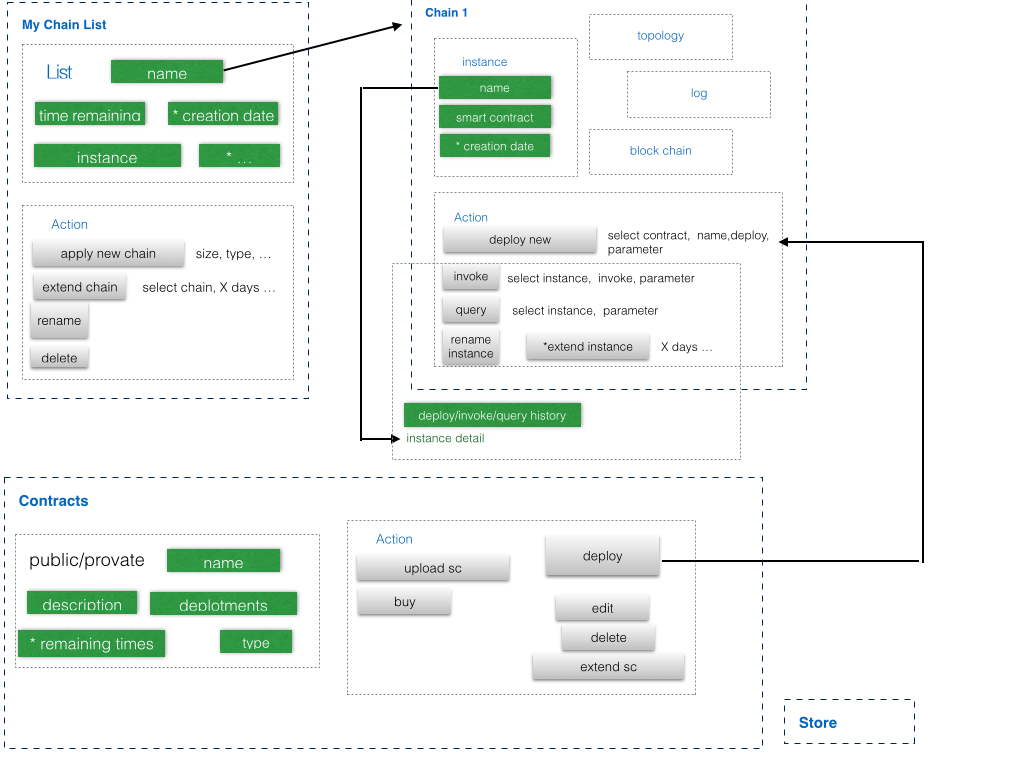 My Chain List
List
name
time remaining
* creation date
instance
* ...
Action
apply new chain
size, type, ...
extend chain
select chain, X days ...
rename
delete
Chain 1
instance
name
smart contract
* creation date
topology
log
block chain
Action
deploy new
select contract, name,deploy,
parameter
invoke
select instance, invoke, parameter
query
select instance, parameter
rename
instance
*extend instance
X days ...
deploy/invoke/query history
instance detail
Contracts
public/provate
name
description
deplotments
* remaining times
type
Action
upload sc
buy
deploy
edit
delete
extend sc
Store